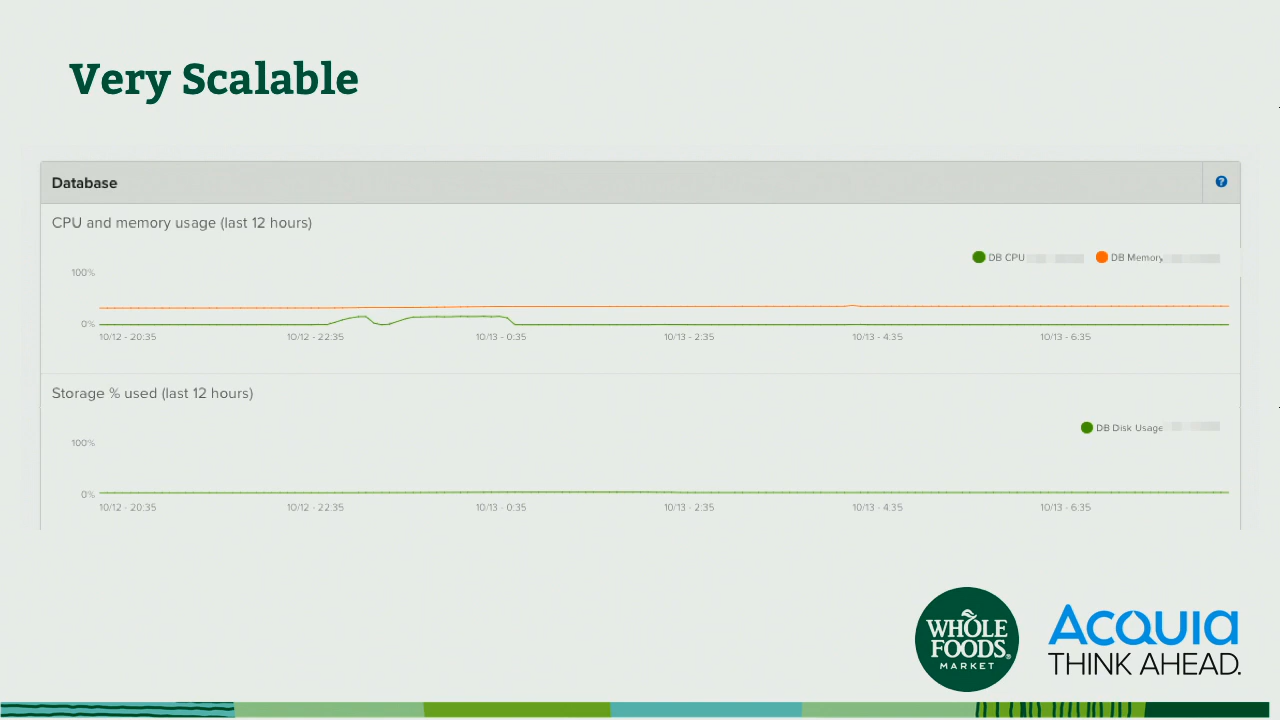 Very Scalable
Database
?
CPU and memory usage (last 12 hours)
DB CPU DB Memory
100%
0%
10/12 - 20:35 10/12 - 22:35 10/13 - 0:35 10/13 - 2:35 10/13 - 4:35 10/13 - 6:35
Storage % used (last 12 hours)
DB Disk Usage
100%
0%
10/12 - 20:35 10/12 - 22:35 10/13 - 0:35 10/13 - 2:35 10/13 - 4:35 10/13 - 6:35
WHOLE
FOODS®
MARKET
Acquia
THINK AHEAD.